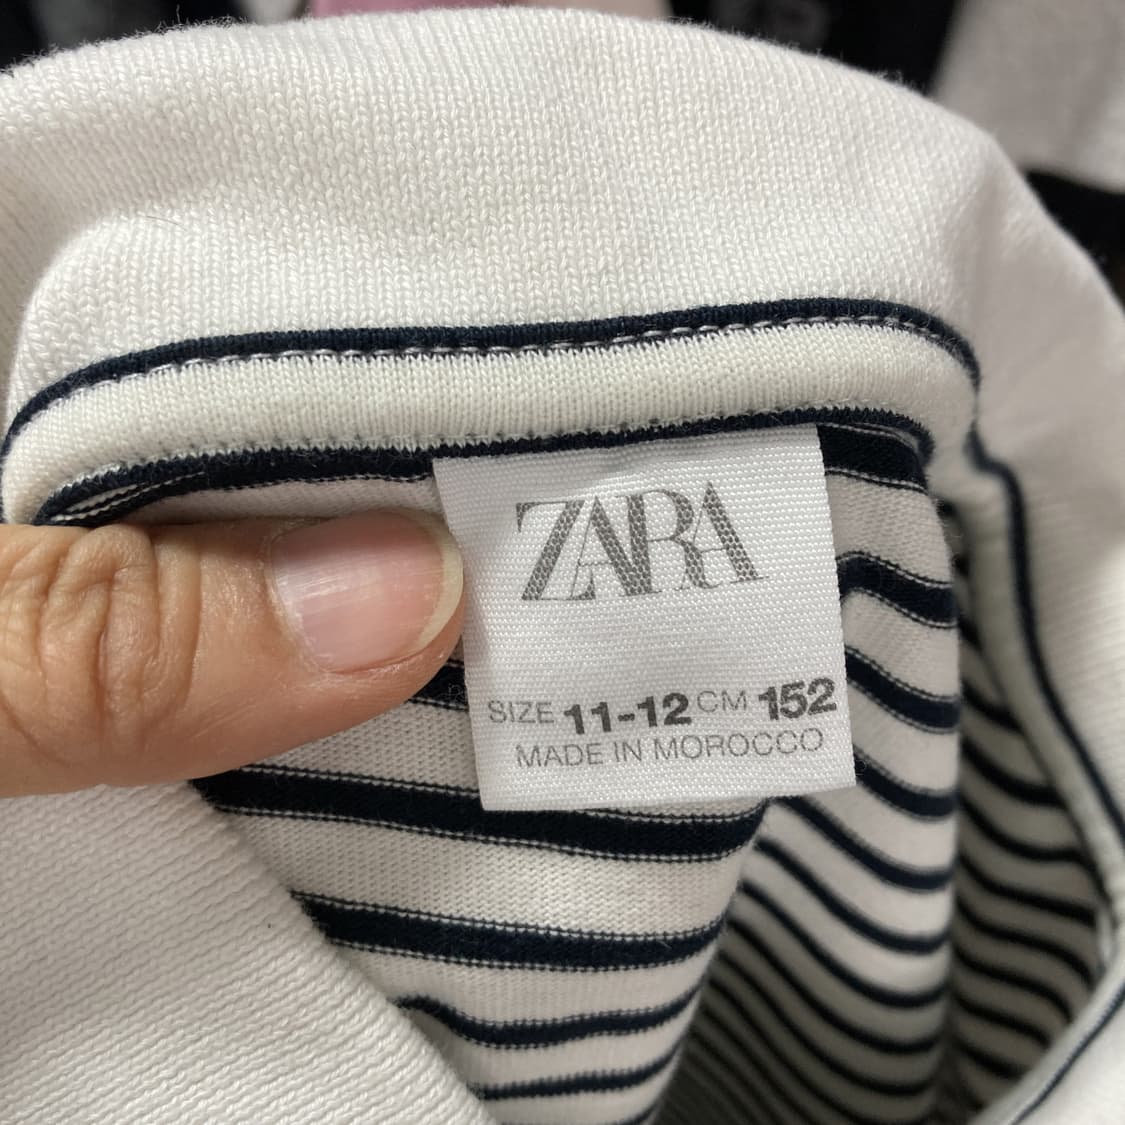 ZARA
SIZE 11-12 CM 152
MADE IN MOROCCO